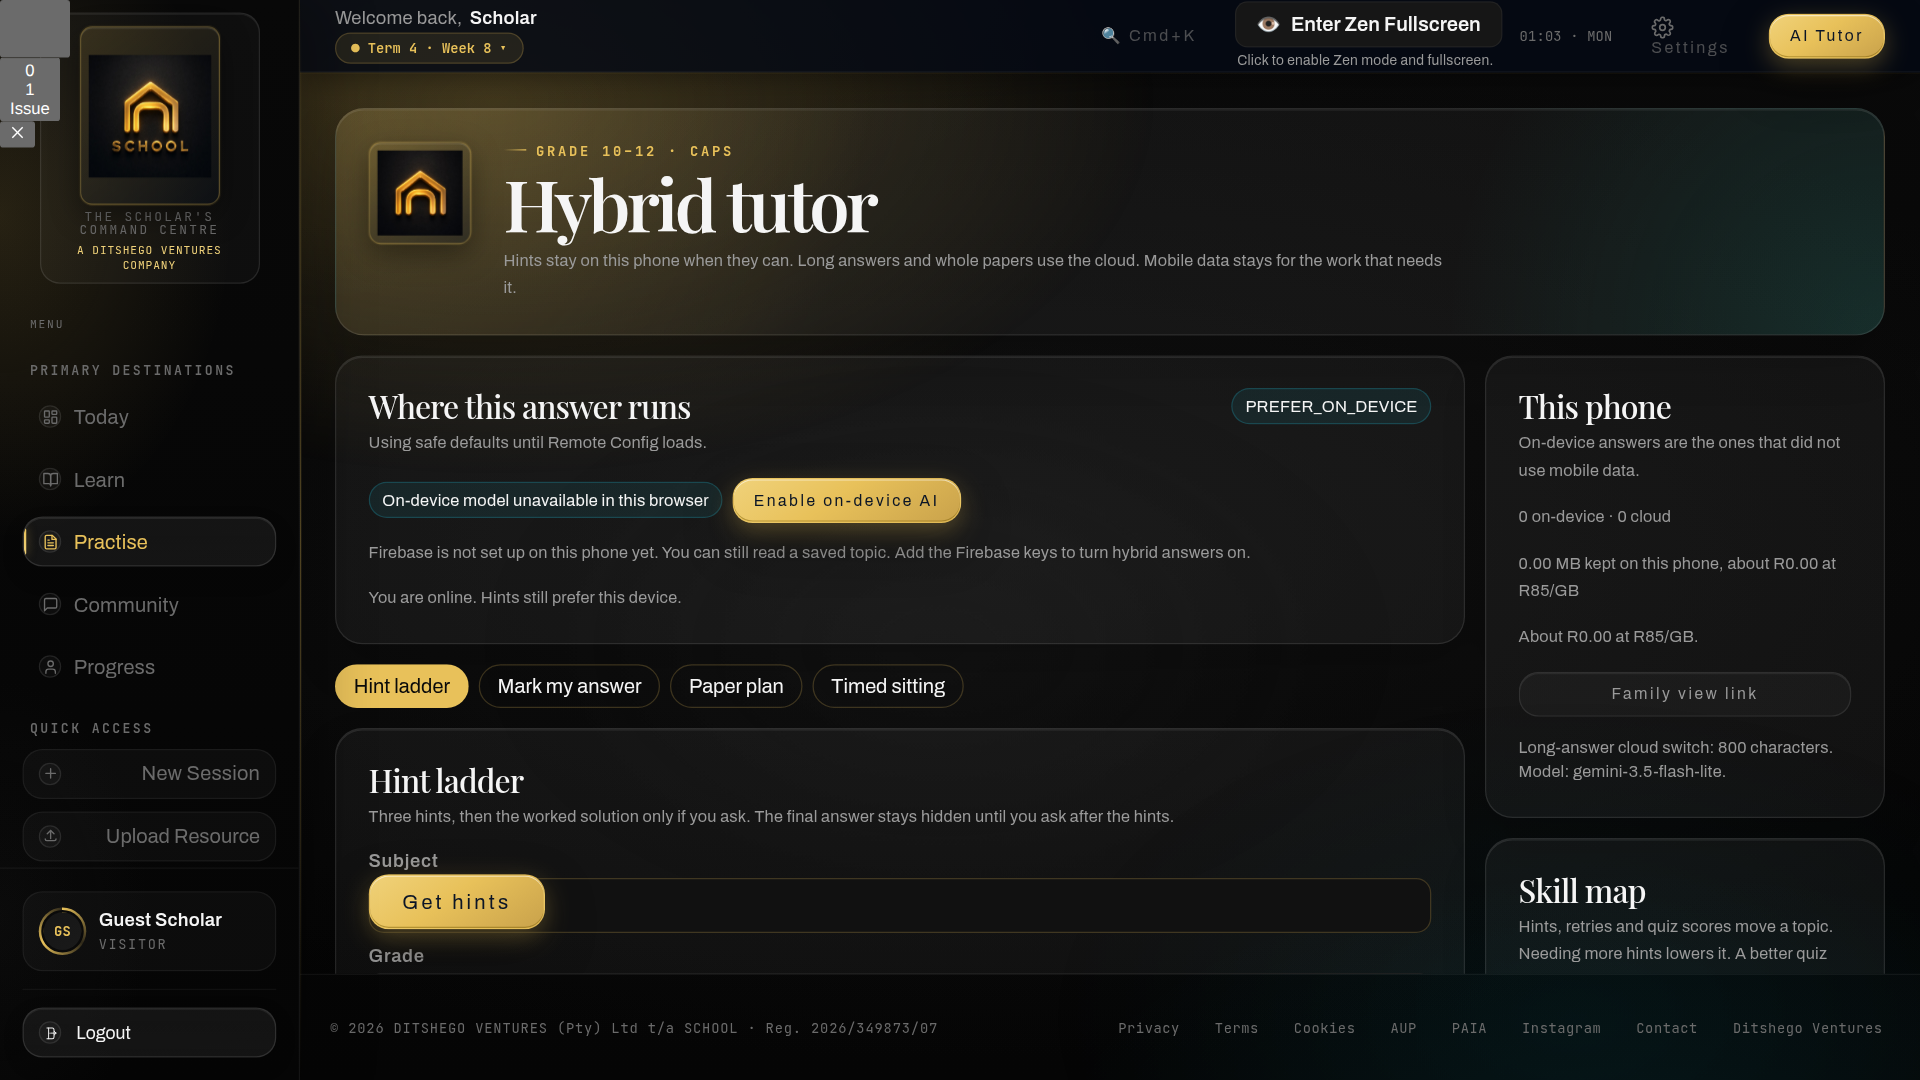 0
1
Issue
SCHOOL
THE SCHOLAR'S
COMMAND CENTRE
A DITSHEGO VENTURES
COMPANY
MENU
PRIMARY DESTINATIONS
Today
Learn
Practise
Community
Progress
QUICK ACCESS
New Session
Upload Resource
GS
Guest Scholar
VISITOR
Logout
Welcome back, Scholar
Term 4 · Week 8
Cmd+K
Enter Zen Fullscreen
Click to enable Zen mode and fullscreen.
01:03 · MON
Settings
AI Tutor
GRADE 10–12 · CAPS
Hybrid tutor
Hints stay on this phone when they can. Long answers and whole papers use the cloud. Mobile data stays for the work that needs
it.
Where this answer runs
PREFER_ON_DEVICE
Using safe defaults until Remote Config loads.
On-device model unavailable in this browser
Enable on-device AI
Firebase is not set up on this phone yet. You can still read a saved topic. Add the Firebase keys to turn hybrid answers on.
You are online. Hints still prefer this device.
Hint ladder
Mark my answer
Paper plan
Timed sitting
Hint ladder
Three hints, then the worked solution only if you ask. The final answer stays hidden until you ask after the hints.
Subject
Get hints
Grade
This phone
On-device answers are the ones that did not
use mobile data.
0 on-device · 0 cloud
0.00 MB kept on this phone, about R0.00 at
R85/GB
About R0.00 at R85/GB.
Family view link
Long-answer cloud switch: 800 characters.
Model: gemini-3.5-flash-lite.
Skill map
Hints, retries and quiz scores move a topic.
Needing more hints lowers it. A better quiz
© 2026 DITSHEGO VENTURES (Pty) Ltd t/a SCHOOL · Reg. 2026/349873/07
Privacy
Terms
Cookies
AUP
PAIA
Instagram
Contact
Ditshego Ventures